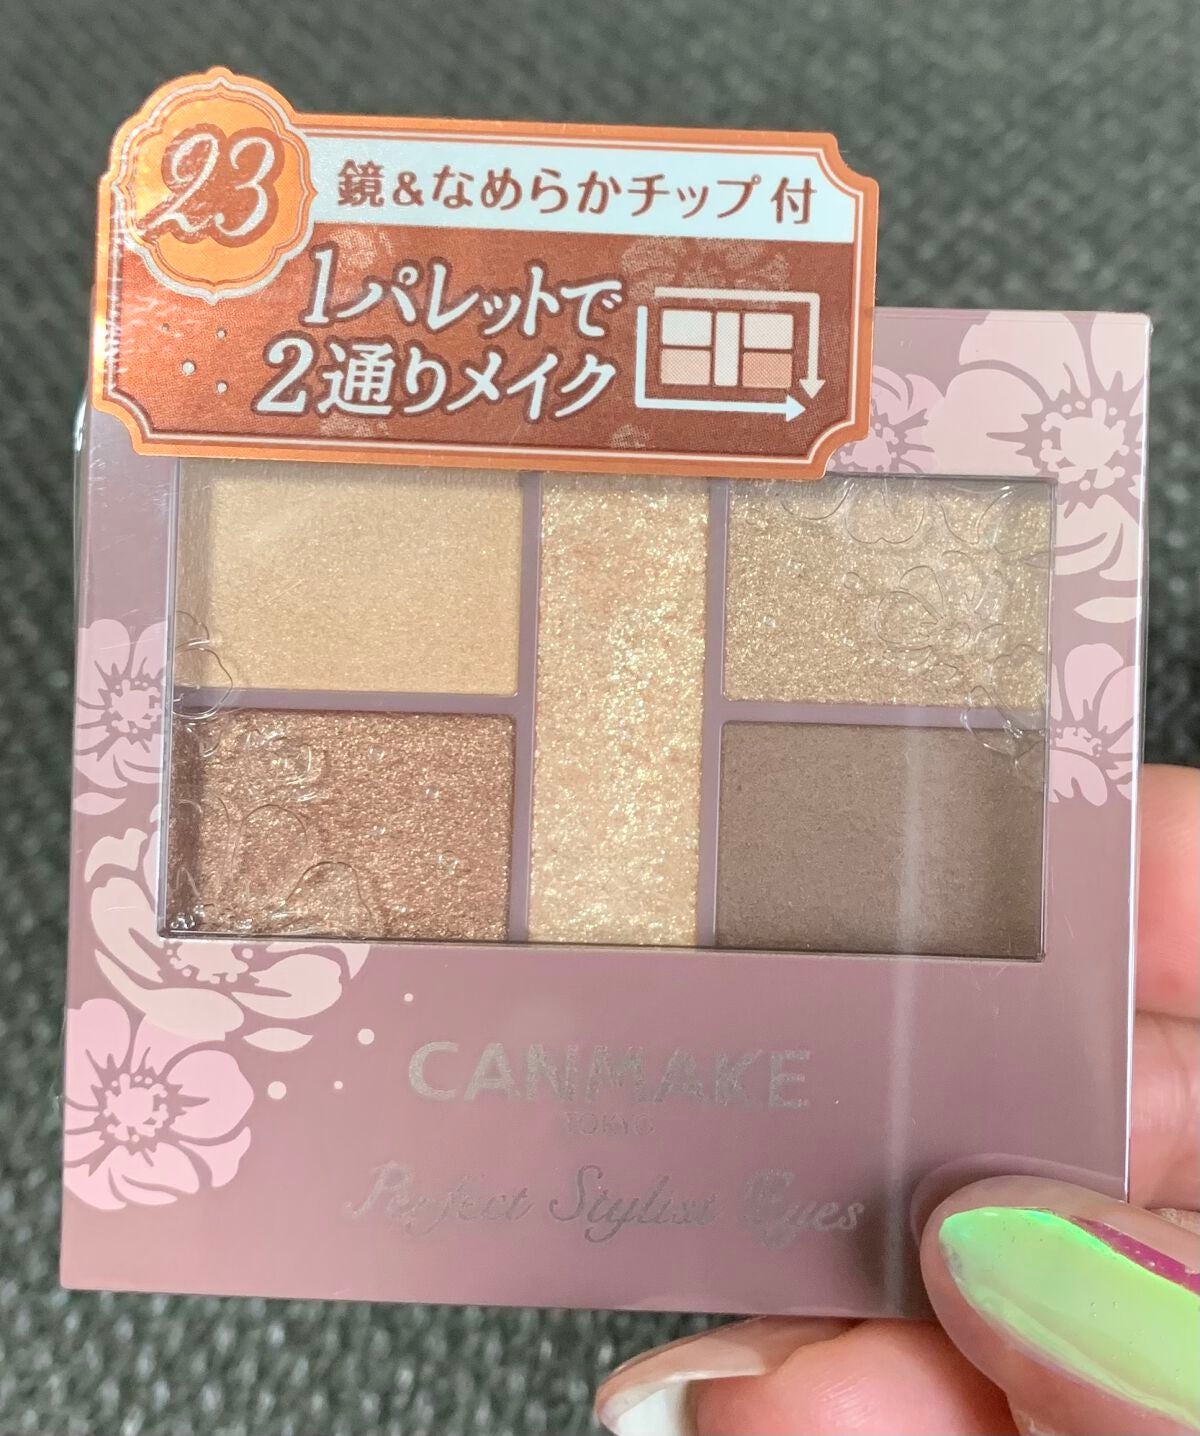 23
鏡&なめらかチップ付
1パレットで
2通りメイク
CANMAKE
TOKYO
Perfect Stylist Eyes